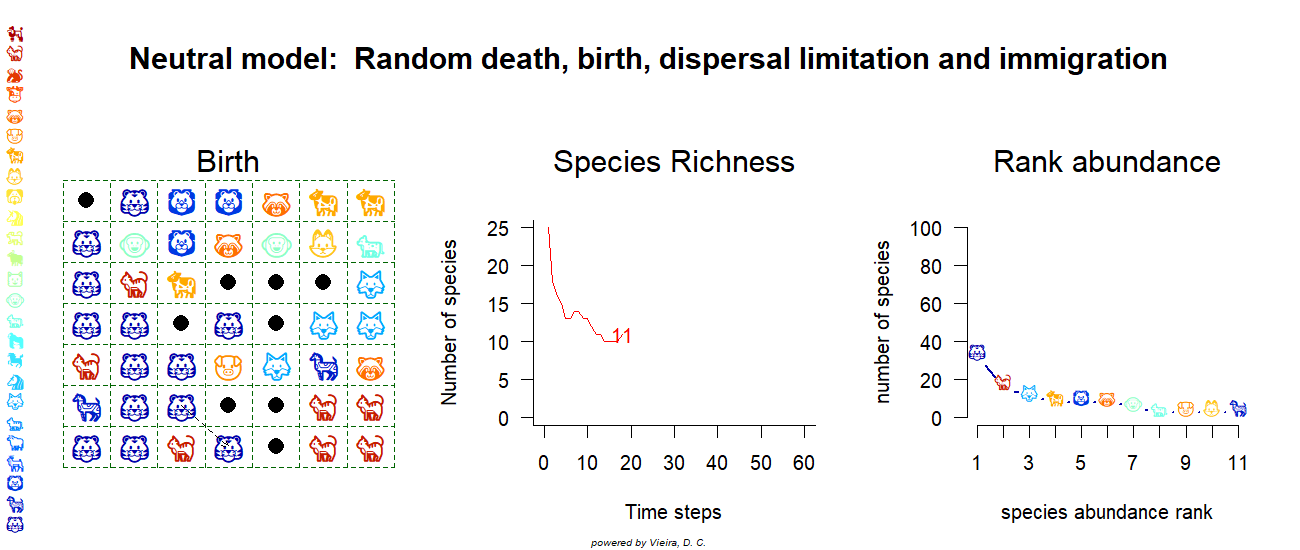 Neutral model:  Random death, birth, dispersal limitation and immigration
Birth
Species Richness
Number of species
25
20
15
10
5
0
11
0 10 20 30 40 50 60
Time steps
Rank abundance
number of species
100
80
60
40
20
0
1 3 5 7 9 11
species abundance rank
powered by Vieira, D. C.